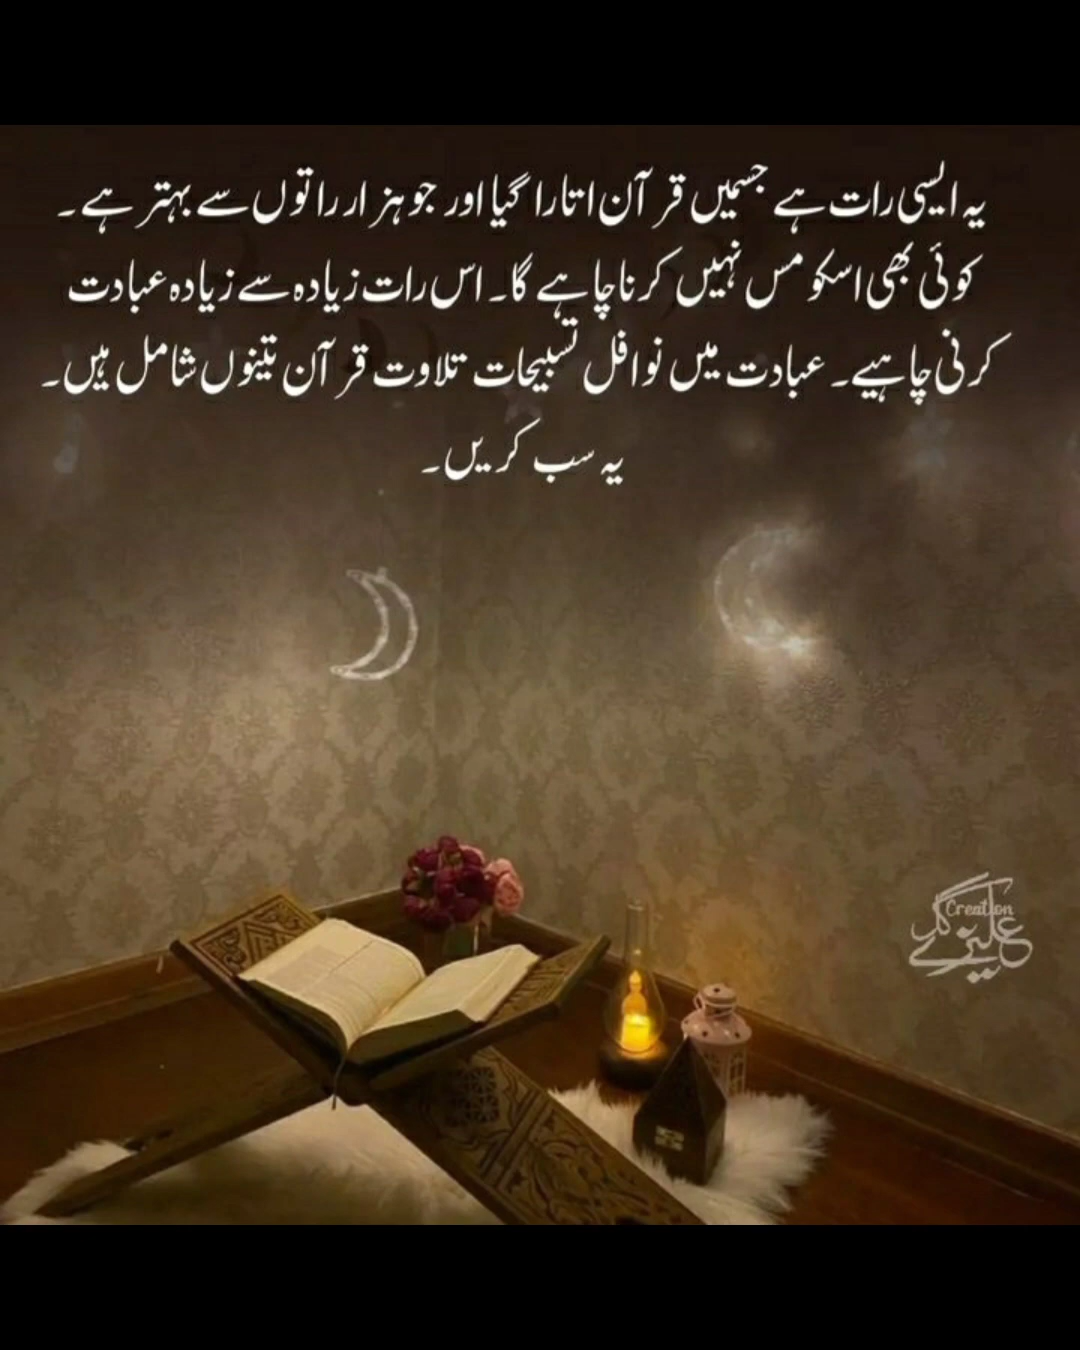 یہ ایسی رات ہے جسمیں قرآن اتارا گیا اور جو ہزار راتوں سے بہتر ہے۔
کوئی بھی اسکو مس نہیں کرنا چاہے گا۔ اس رات زیادہ سے زیادہ عبادت
کرنی چاہیے۔ عبادت میں نوافل تسبیحات تلاوت قرآن تینوں شامل ہیں۔
یہ سب کریں۔
Creation